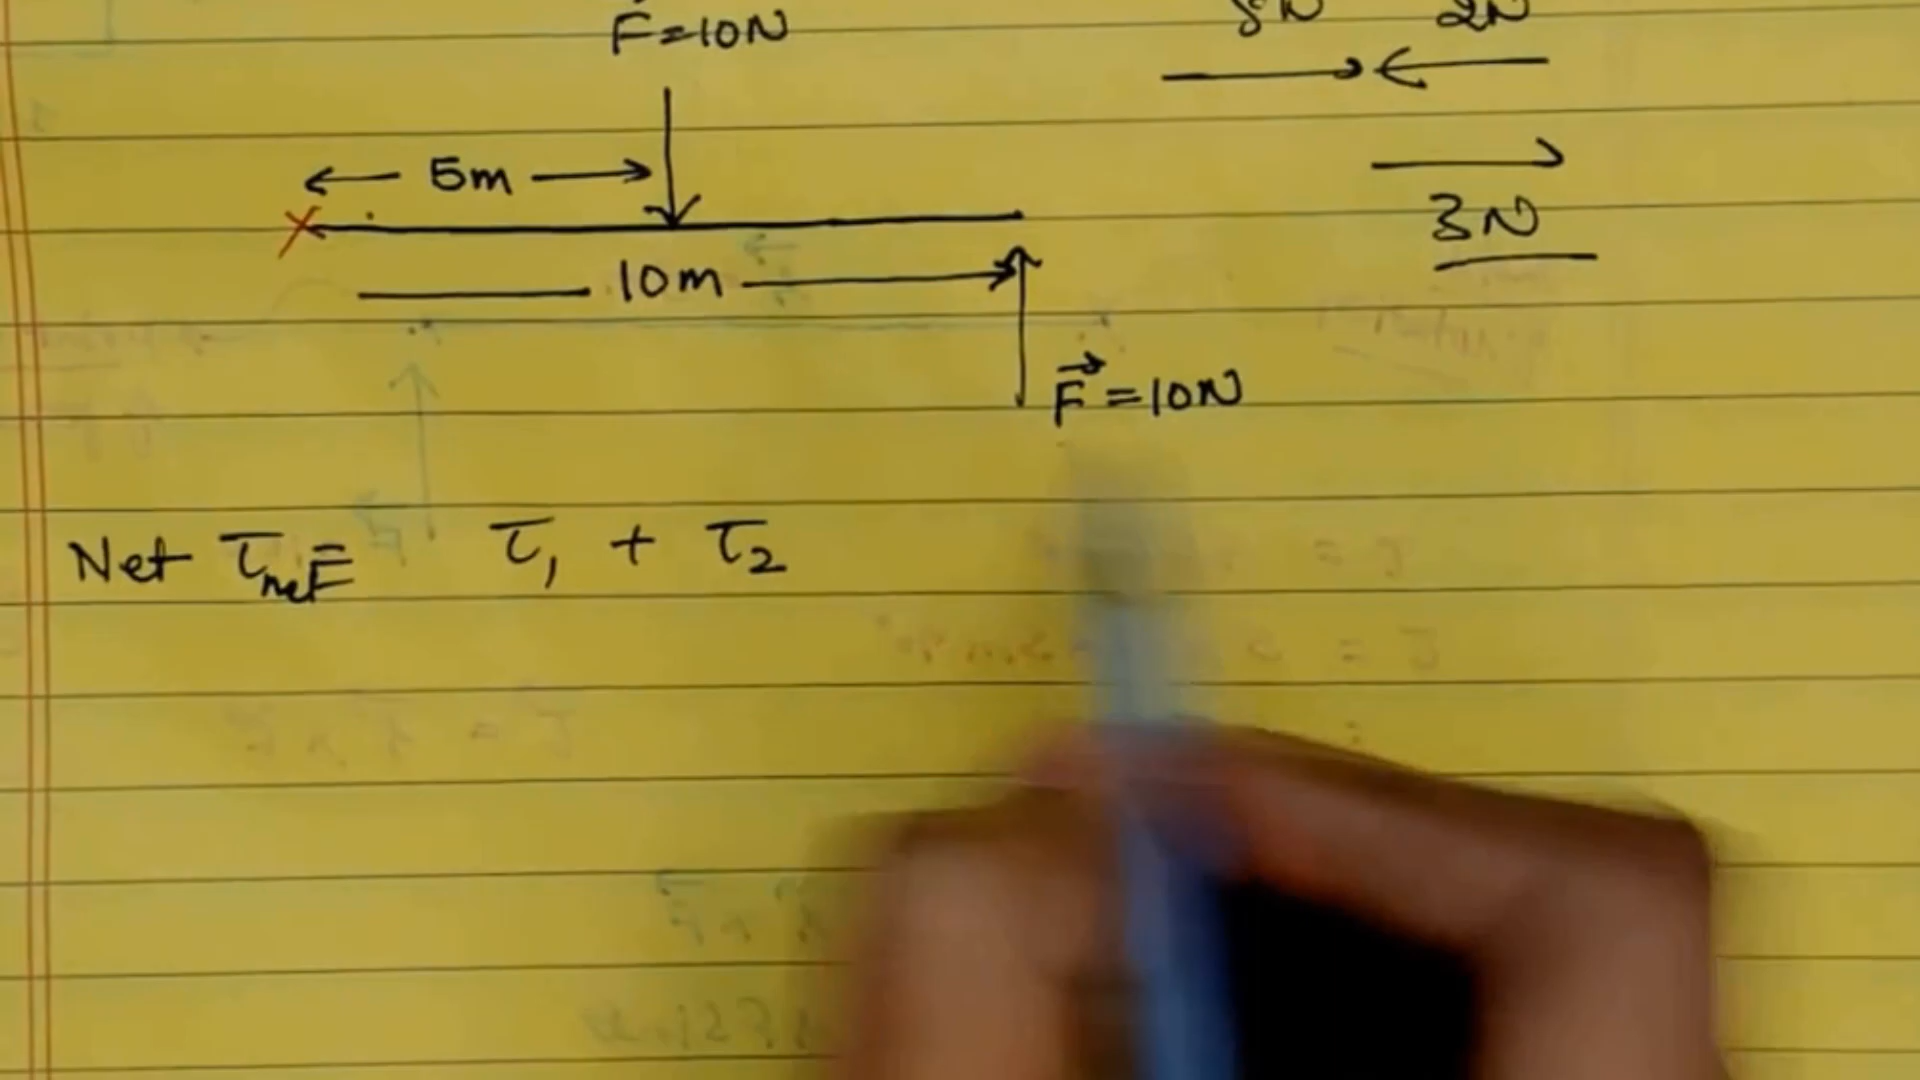 F=10N
2N
5m
3N
10m
F=10N
Net τnet= τ1 + τ2